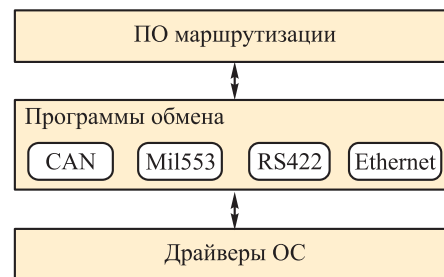 ПО маршрутизации
Программы обмена
CAN Mil553 RS422 Ethernet
Драйверы ОС